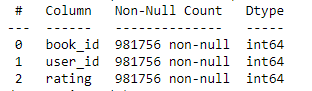 #   Column   Non-Null Count   Dtype
---  ------   --------------   -----
0   book_id  981756 non-null  int64
1   user_id  981756 non-null  int64
2   rating   981756 non-null  int64